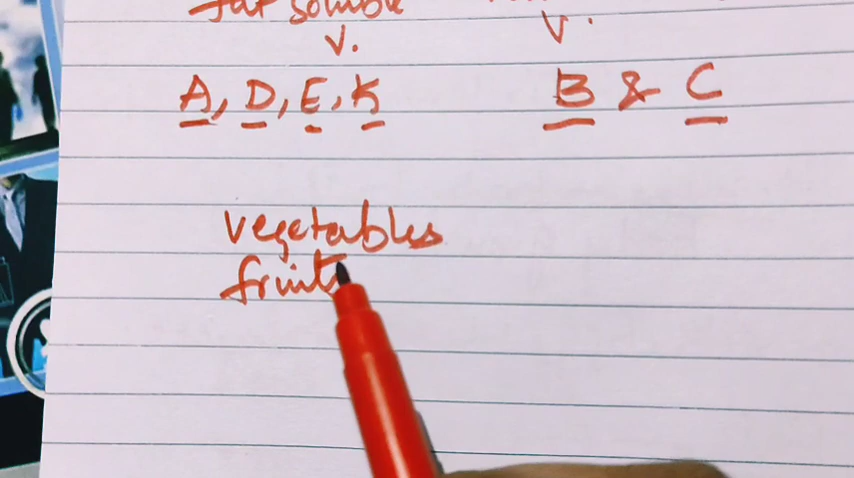 fat soluble
V. V.
A, D, E, K B & C
vegetables
fruits